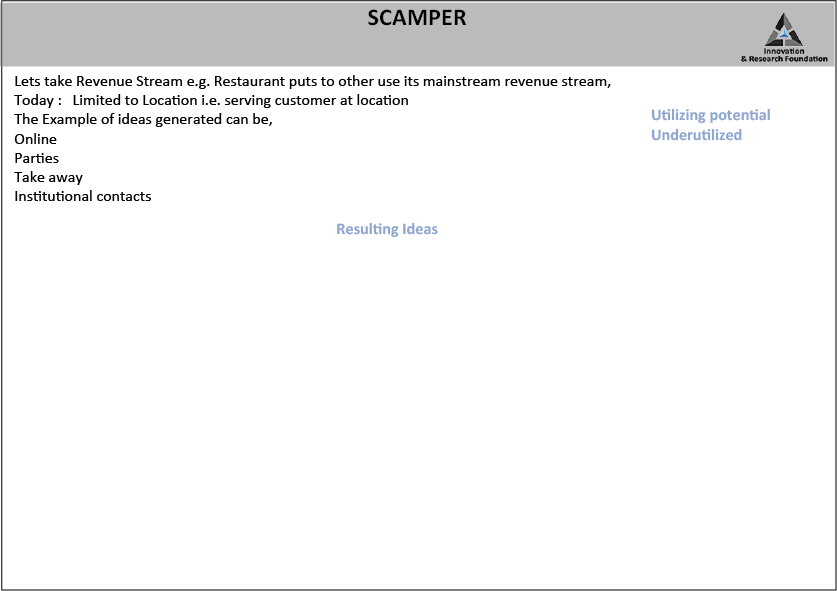 SCAMPER
Innovation
& Research Foundation
Lets take Revenue Stream e.g. Restaurant puts to other use its mainstream revenue stream,
Today :   Limited to Location i.e. serving customer at location
The Example of ideas generated can be,
Online
Parties
Take away
Institutional contacts
Utilizing potential
Underutilized
Resulting Ideas